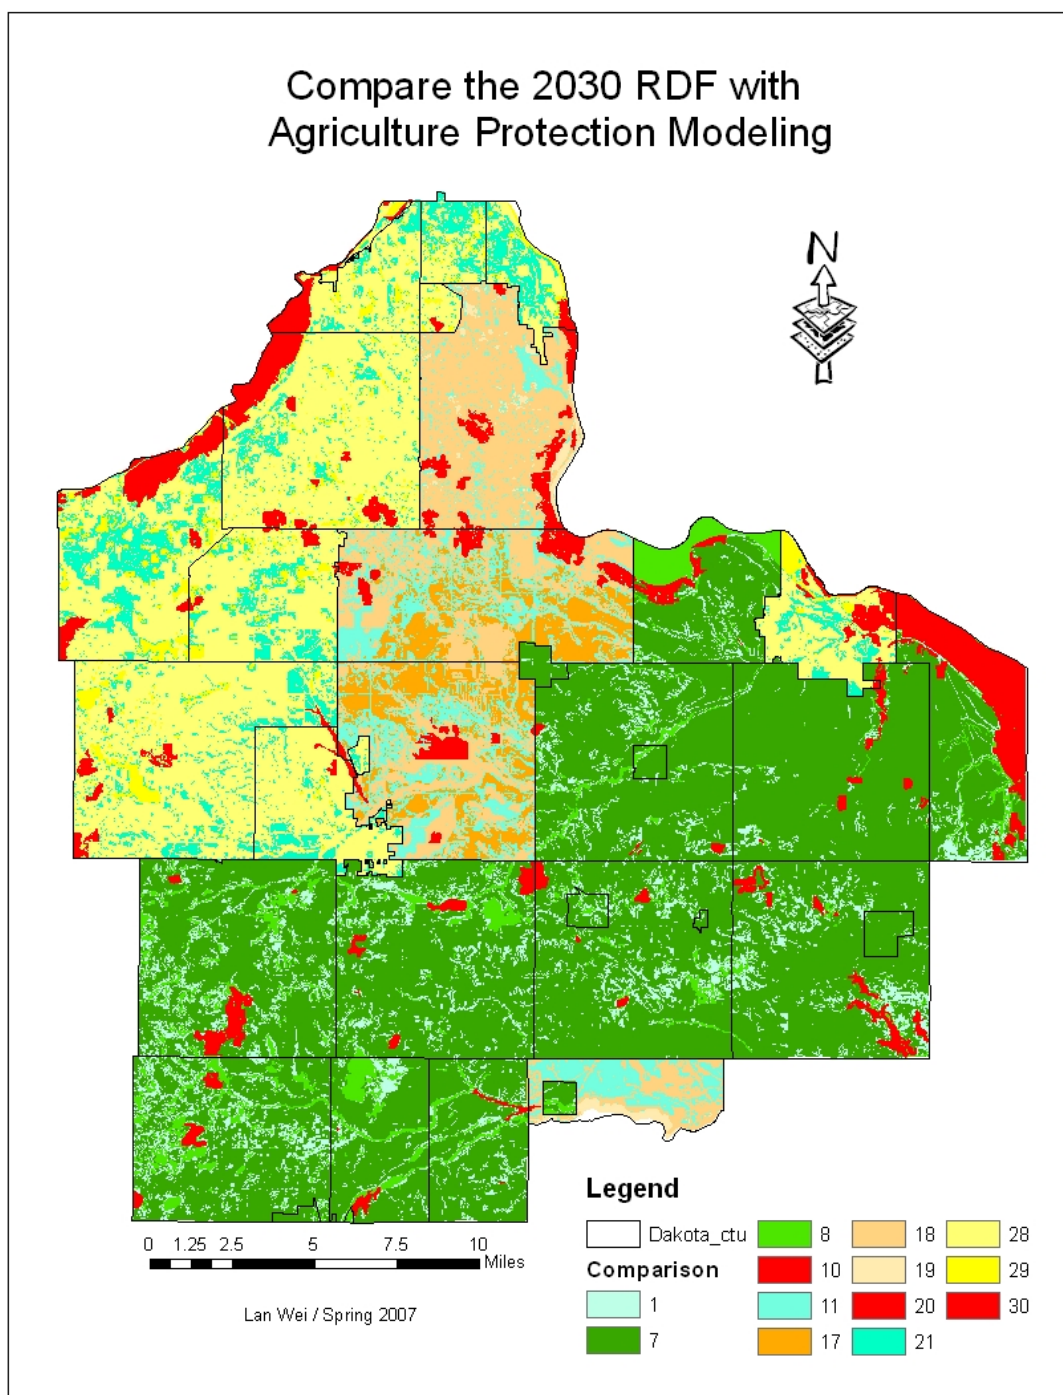 Compare the 2030 RDF with
Agriculture Protection Modeling
N
Legend
Dakota_ctu
Comparison
1
7
8
10
11
17
18
19
20
21
28
29
30
0 1.25 2.5 5 7.5 10
Miles
Lan Wei / Spring 2007